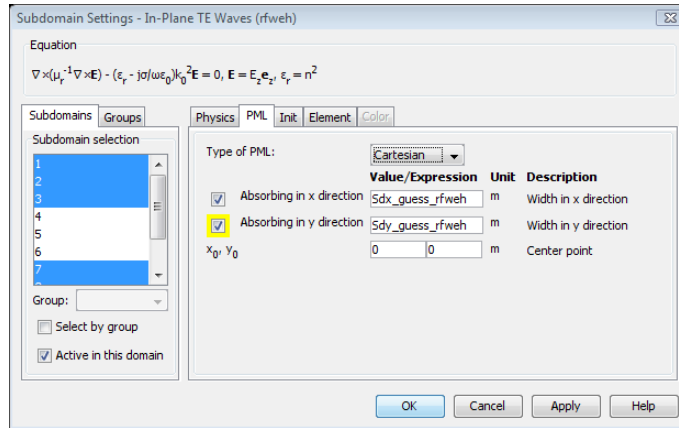 Subdomain Settings - In-Plane TE Waves (rfweh)
Equation
∇×(μr⁻¹∇×E) - (εr - jσ/ωε₀)k₀²E = 0, E = E_z e_z, εr = n²
Subdomains Groups
Subdomain selection
1
2
3
4
5
6
7
Group:
Select by group
Active in this domain
Physics PML Init Element Color
Type of PML: Cartesian
Value/Expression Unit Description
Absorbing in x direction Sdx_guess_rfweh m Width in x direction
Absorbing in y direction Sdy_guess_rfweh m Width in y direction
x₀, y₀ 0 0 m Center point
OK Cancel Apply Help